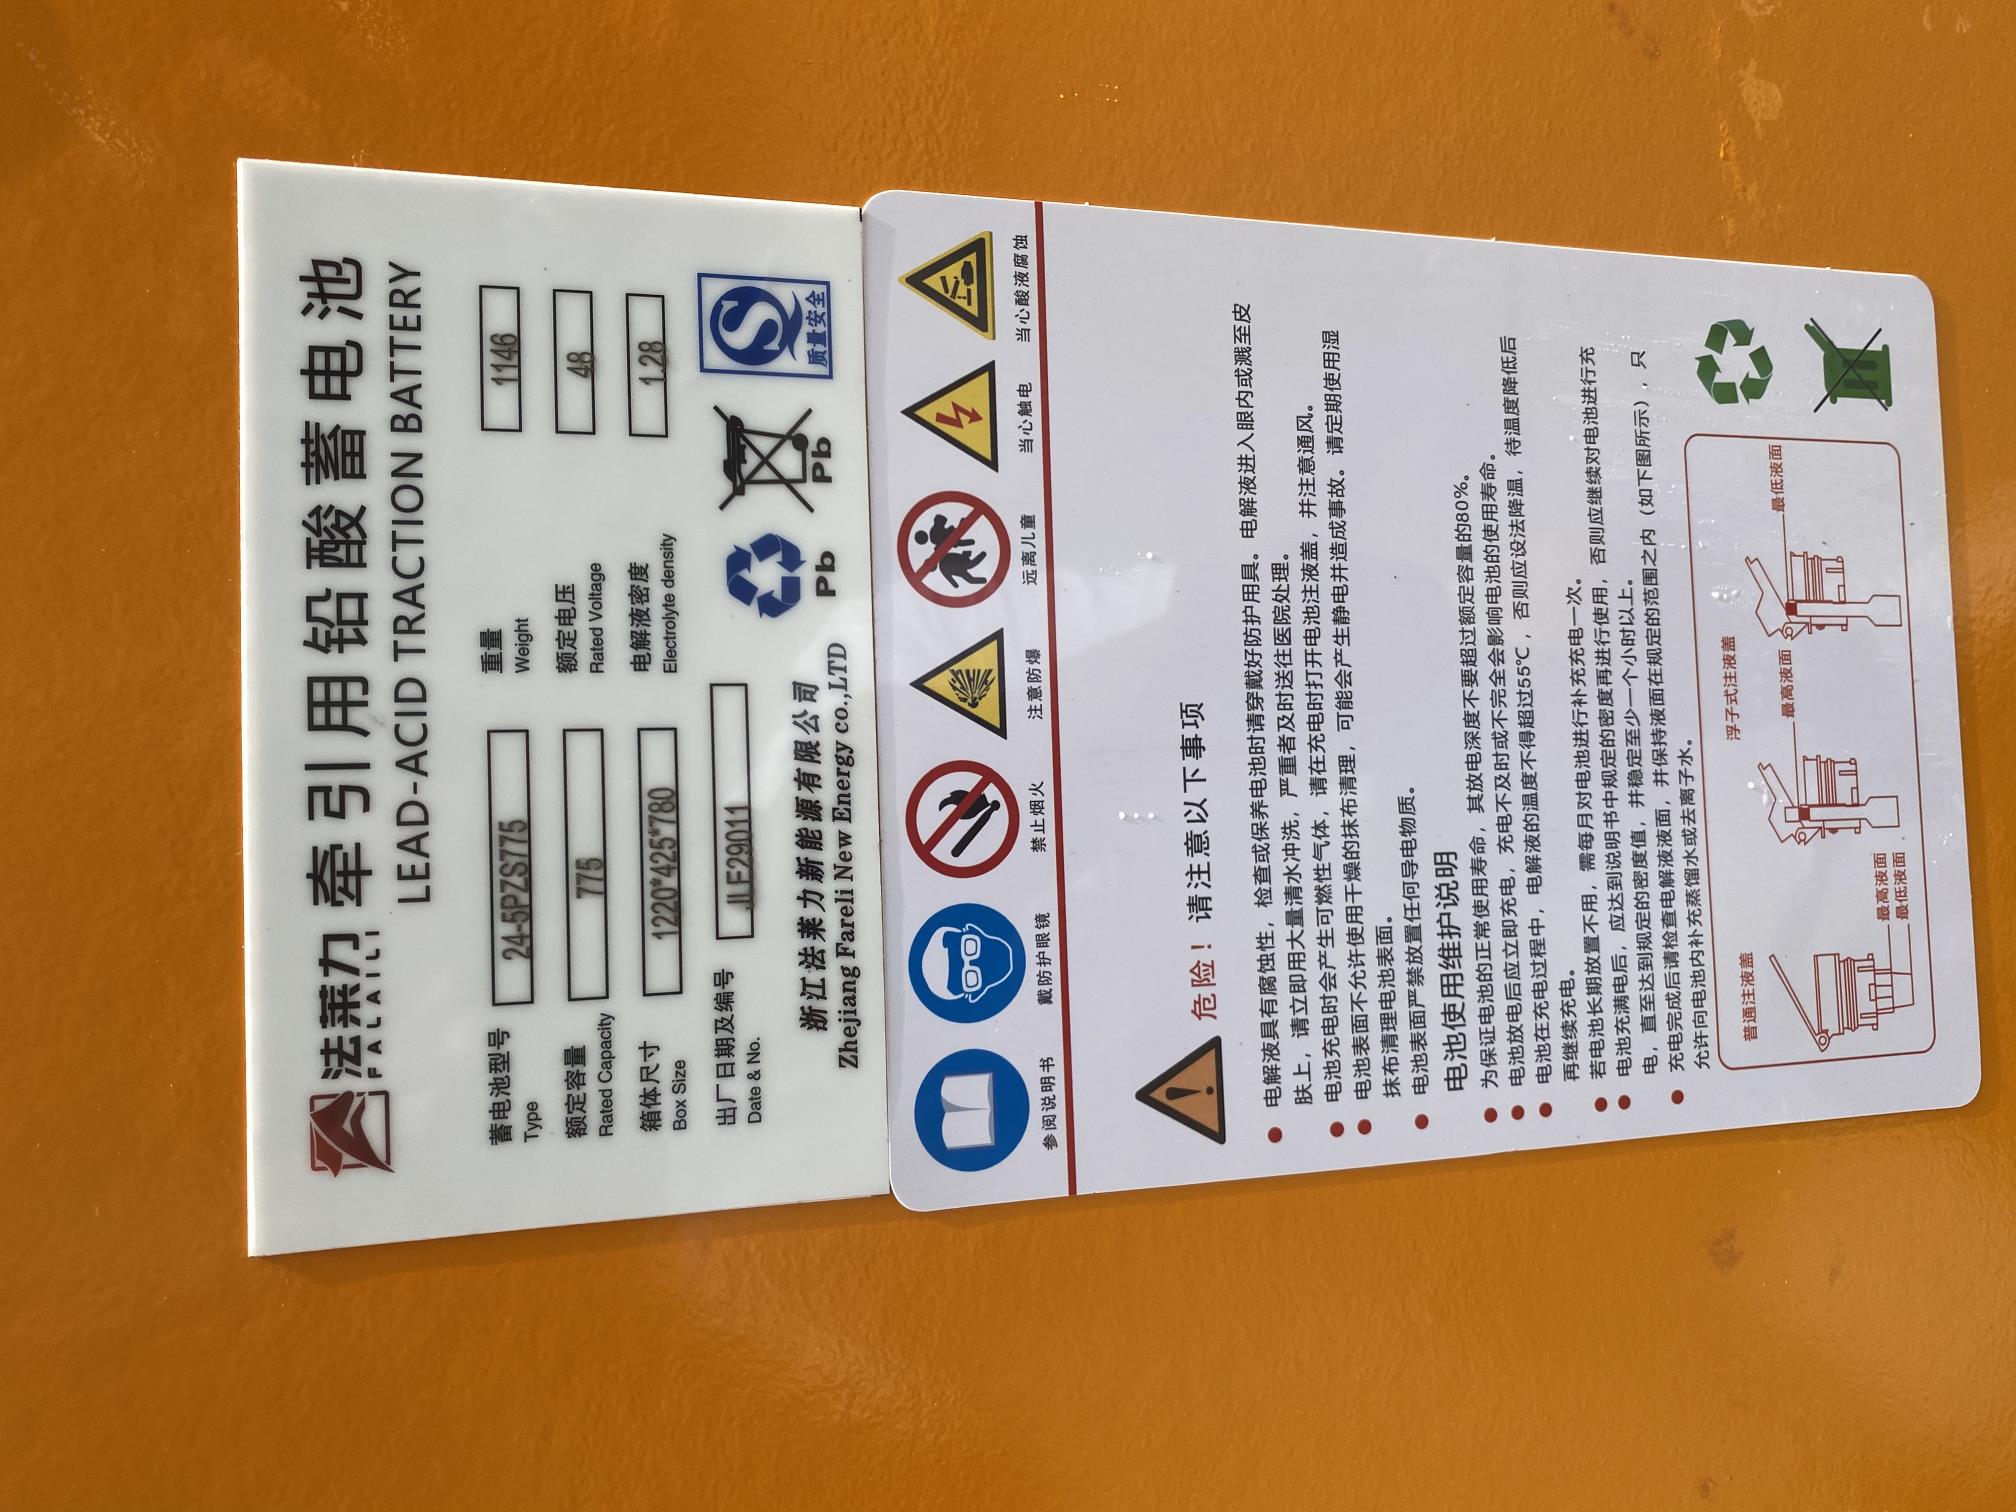 法莱力 牵引用铅酸蓄电池
FALAILI LEAD-ACID TRACTION BATTERY
蓄电池型号 24-5PZS775 重量 1146
Type Weight
额定容量 775 额定电压 48
Rated Capacity Rated Voltage
箱体尺寸 1220*425*780 电解液密度 1.28
Box Size Electrolyte density
出厂日期及编号 JLF29011
Date & No.
Pb Pb 质量安全
浙江法莱力新能源有限公司
Zhejiang Fareli New Energy co.,LTD
参阅说明书 戴防护眼镜 禁止烟火 注意防爆 远离儿童 当心触电 当心酸液腐蚀
危险！请注意以下事项
电解液具有腐蚀性，检查或保养电池时请穿戴好防护用具。电解液进入眼内或溅至皮
肤上，请立即用大量清水冲洗，严重者及时送往医院处理。
电池充电时会产生可燃性气体，请在充电时打开电池注液盖，并注意通风。
电池表面不允许使用干燥的抹布清理，可能会产生静电并造成事故。请定期使用湿
抹布清理电池表面。
电池表面严禁放置任何导电物质。
电池使用维护说明
为保证电池的正常使用寿命，其放电深度不要超过额定容量的80%。
电池放电后应立即充电，充电不及时或不完全会影响电池的使用寿命。
电池在充电过程中，电解液的温度不得超过55℃，否则应设法降温，待温度降低后
再继续充电。
若电池长期放置不用，需每月对电池进行补充充电一次。
电池充满电后，应达到说明书中规定的密度再进行使用，否则应继续对电池进行充
电，直至达到规定的密度值，并稳定至少一个小时以上。
充电完成后请检查电解液液面，并保持液面在规定的范围之内（如下图所示），只
允许向电池内补充蒸馏水或去离子水。
普通注液盖 浮子式注液盖
最高液面 最高液面 最低液面
最低液面